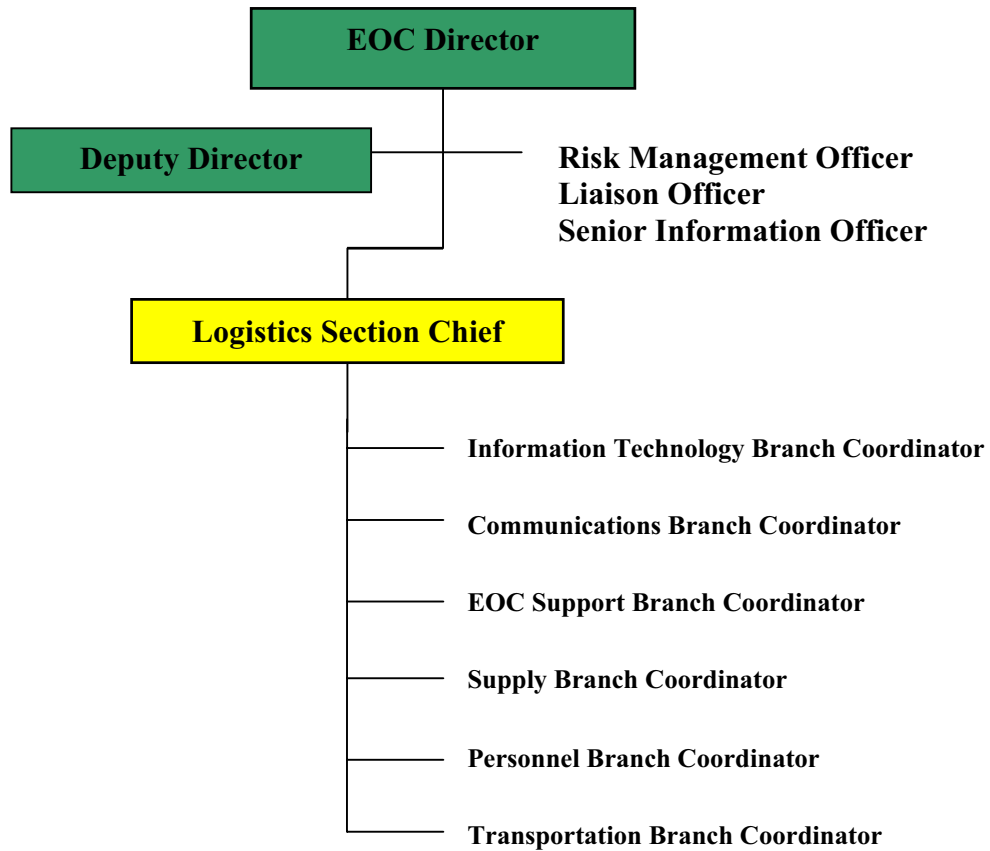 EOC Director
Deputy Director
Risk Management Officer
Liaison Officer
Senior Information Officer
Logistics Section Chief
Information Technology Branch Coordinator
Communications Branch Coordinator
EOC Support Branch Coordinator
Supply Branch Coordinator
Personnel Branch Coordinator
Transportation Branch Coordinator